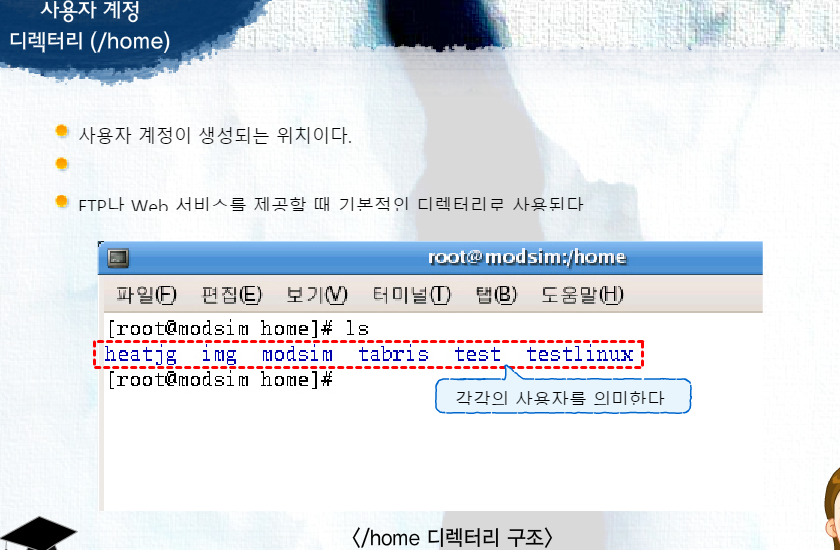 사용자 계정
디렉터리 (/home)
사용자 계정이 생성되는 위치이다.
FTP나 Web 서비스를 제공할 때 기본적인 디렉터리로 사용된다
root@modsim:/home
파일(F) 편집(E) 보기(V) 터미널(T) 탭(B) 도움말(H)
[root@modsim home]# ls
heatjg img modsim tabris test testlinux
[root@modsim home]#
각각의 사용자를 의미한다
〈/home 디렉터리 구조〉